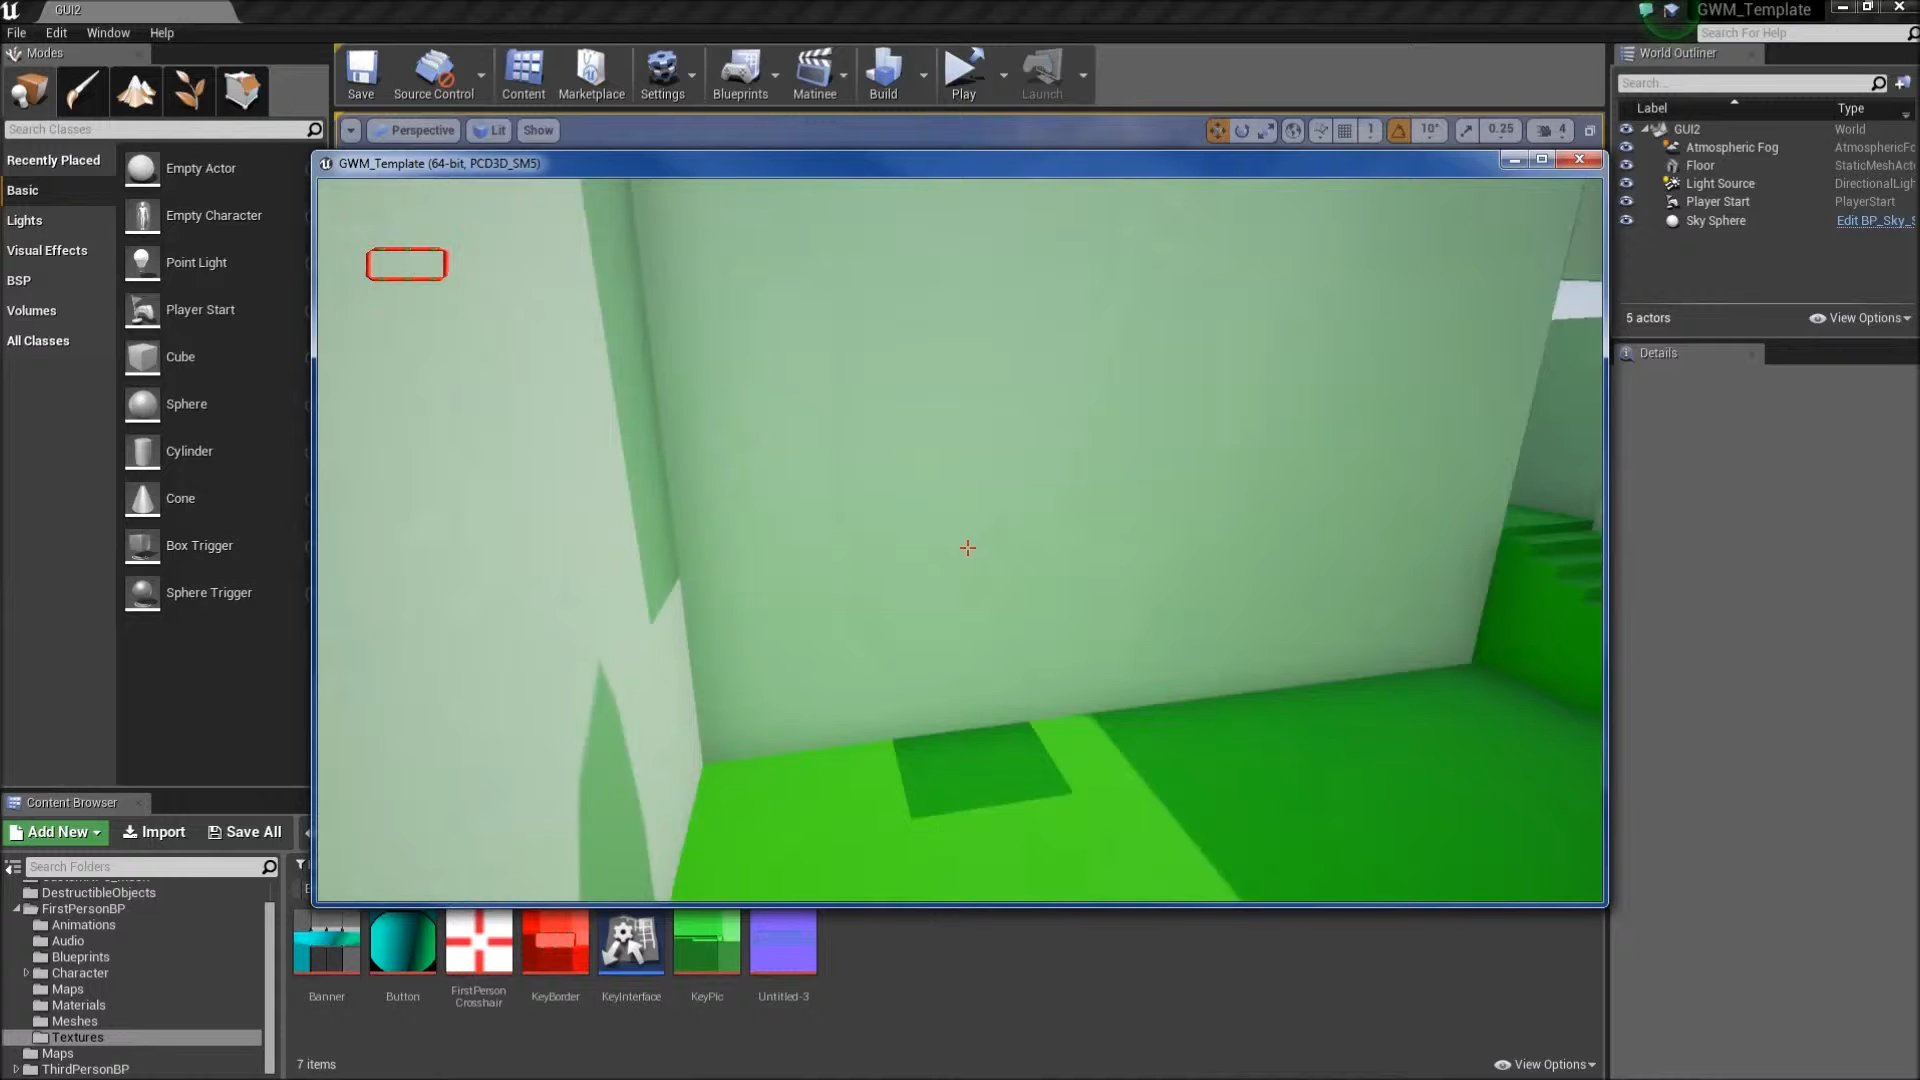 GUI2
GWM_Template
File Edit Window Help
Search For Help
Modes
World Outliner
Save
Source Control
Content
Marketplace
Settings
Blueprints
Matinee
Build
Play
Launch
Search...
Label
Type
Search Classes
Perspective
Lit
Show
1
10°
0.25
4
GUI2
World
Recently Placed
Basic
Lights
Visual Effects
BSP
Volumes
All Classes
Empty Actor
Empty Character
Point Light
Player Start
Cube
Sphere
Cylinder
Cone
Box Trigger
Sphere Trigger
GWM_Template (64-bit, PCD3D_SM5)
Atmospheric Fog
AtmosphericFo
Floor
StaticMeshAct
Light Source
DirectionalLigh
Player Start
PlayerStart
Sky Sphere
Edit BP_Sky_S
5 actors
View Options
Details
Content Browser
Add New
Import
Save All
Search Folders
DestructibleObjects
FirstPersonBP
Animations
Audio
Blueprints
Character
Maps
Materials
Meshes
Textures
Maps
ThirdPersonBP
Banner
Button
FirstPerson
Crosshair
KeyBorder
KeyInterface
KeyPic
Untitled-3
7 items
View Options